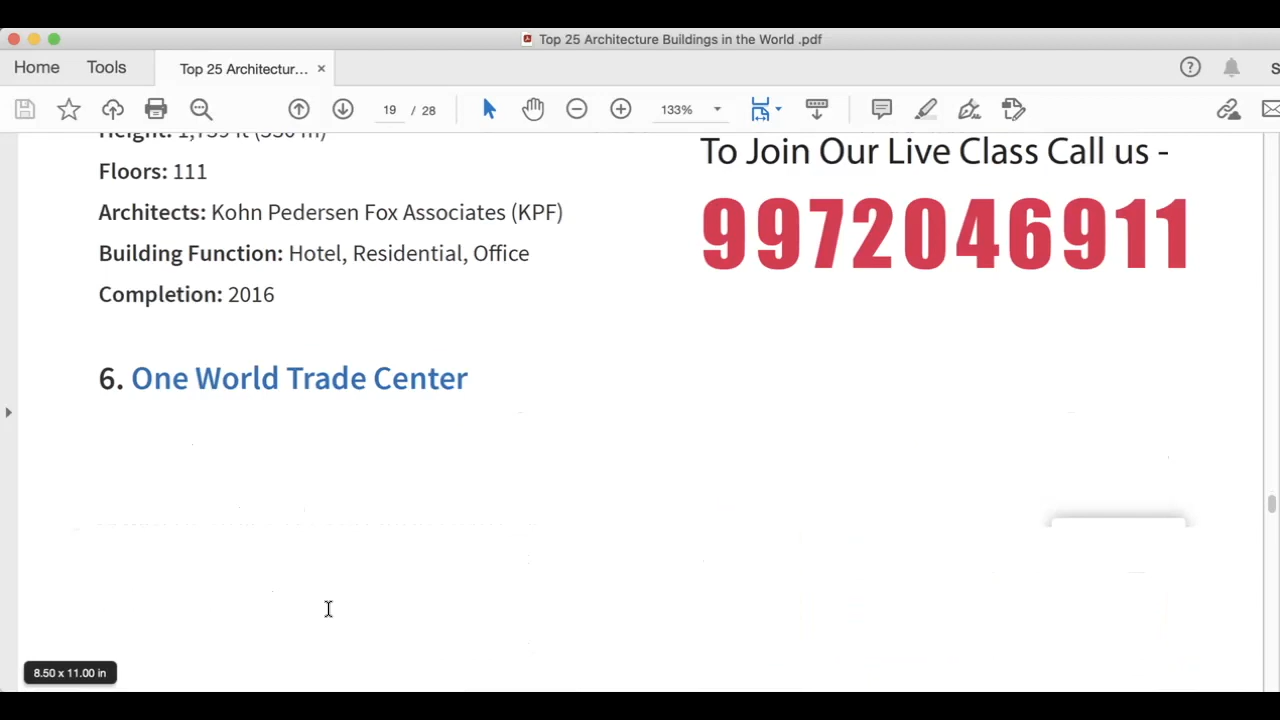 Top 25 Architecture Buildings in the World .pdf
Home
Tools
Top 25 Architectur... ×
19 / 28
133%
Floors: 111
Architects: Kohn Pedersen Fox Associates (KPF)
Building Function: Hotel, Residential, Office
Completion: 2016
To Join Our Live Class Call us -
9972046911
6. One World Trade Center
8.50 x 11.00 in